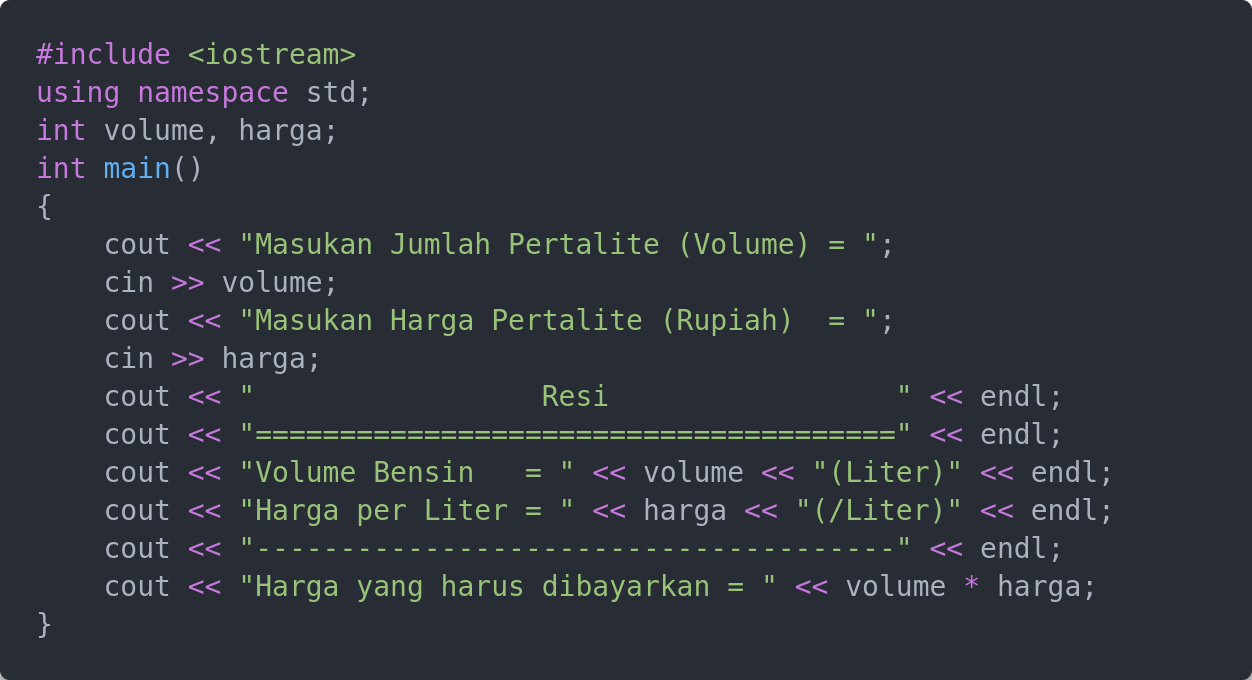 #include <iostream>
using namespace std;
int volume, harga;
int main()
{
    cout << "Masukan Jumlah Pertalite (Volume) = ";
    cin >> volume;
    cout << "Masukan Harga Pertalite (Rupiah)  = ";
    cin >> harga;
    cout << "                 Resi                 " << endl;
    cout << "======================================" << endl;
    cout << "Volume Bensin   = " << volume << "(Liter)" << endl;
    cout << "Harga per Liter = " << harga << "(/Liter)" << endl;
    cout << "--------------------------------------" << endl;
    cout << "Harga yang harus dibayarkan = " << volume * harga;
}